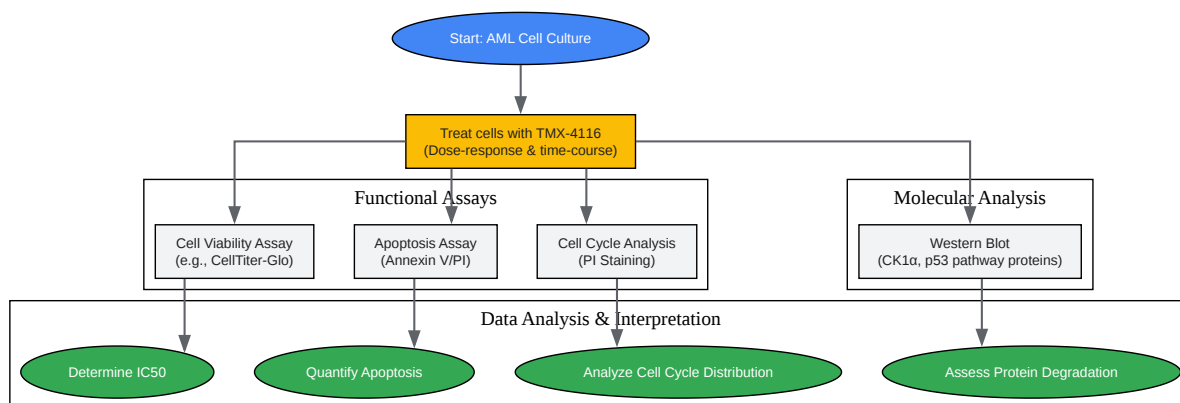 Start: AML Cell Culture
Treat cells with TMX-4116
(Dose-response & time-course)
Functional Assays
Molecular Analysis
Cell Viability Assay
(e.g., CellTiter-Glo)
Apoptosis Assay
(Annexin V/PI)
Cell Cycle Analysis
(PI Staining)
Western Blot
(CK1α, p53 pathway proteins)
Data Analysis & Interpretation
Determine IC50
Quantify Apoptosis
Analyze Cell Cycle Distribution
Assess Protein Degradation